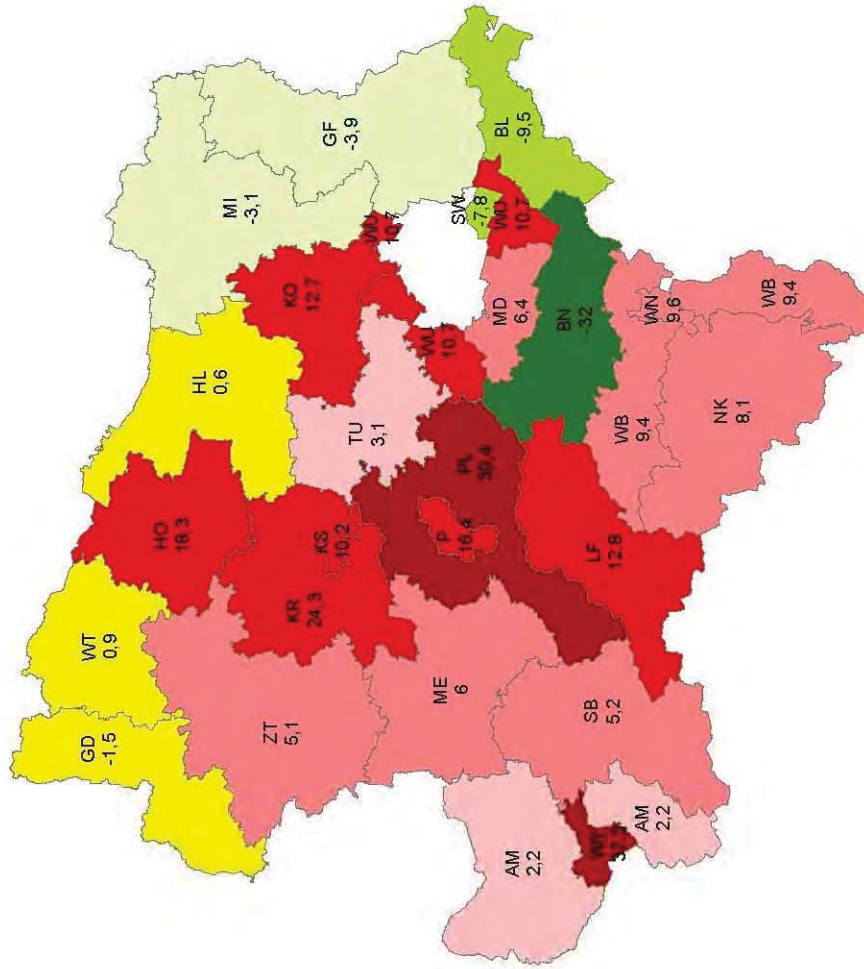 GD
-1,5
WT
0,9
HO
18,3
HL
0,6
MI
-3,1
GF
-3,9
ZT
5,1
KR
24,3
KS
10,2
TU
3,1
KO
12,7
WU
10,7
SW
-7,8
BL
-9,5
ME
6
P
16,4
PL
30,4
WU
10,7
MD
6,4
WU
10,7
AM
2,2
AM
2,2
SB
5,2
LF
12,8
BN
-32
WB
9,4
WN
9,6
NK
8,1
WB
9,4